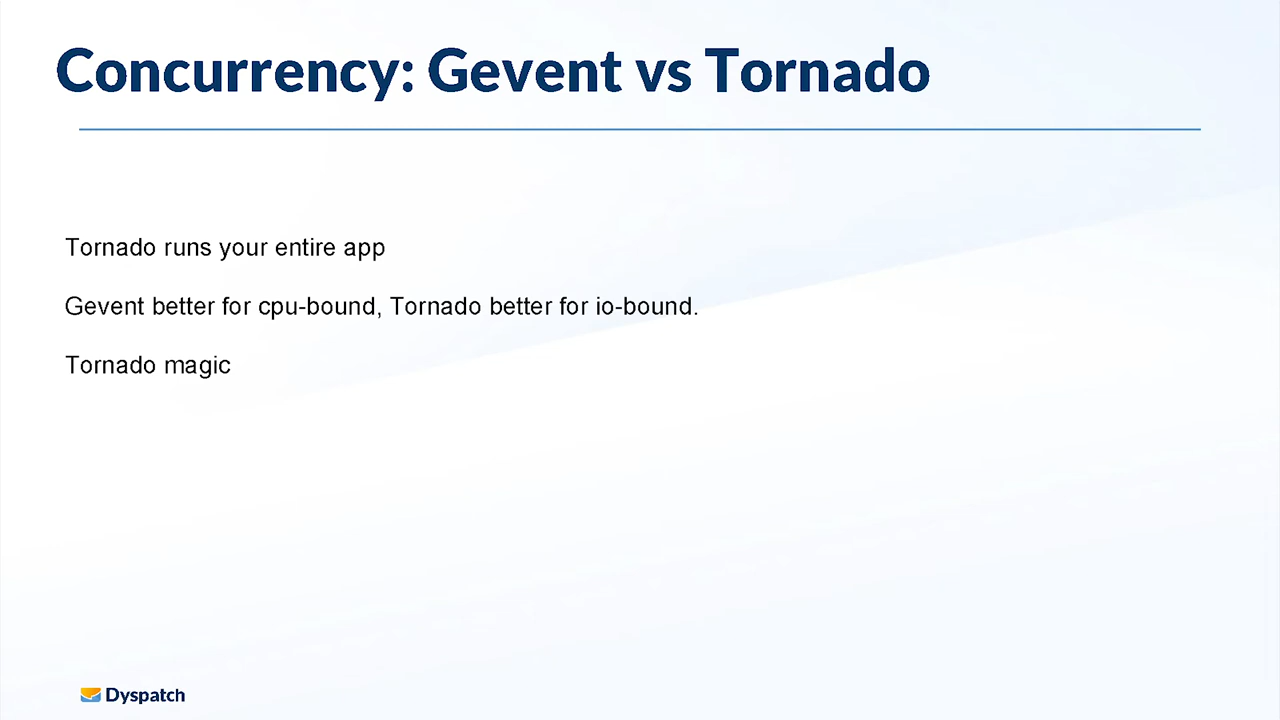 Concurrency: Gevent vs Tornado
Tornado runs your entire app
Gevent better for cpu-bound, Tornado better for io-bound.
Tornado magic
Dyspatch